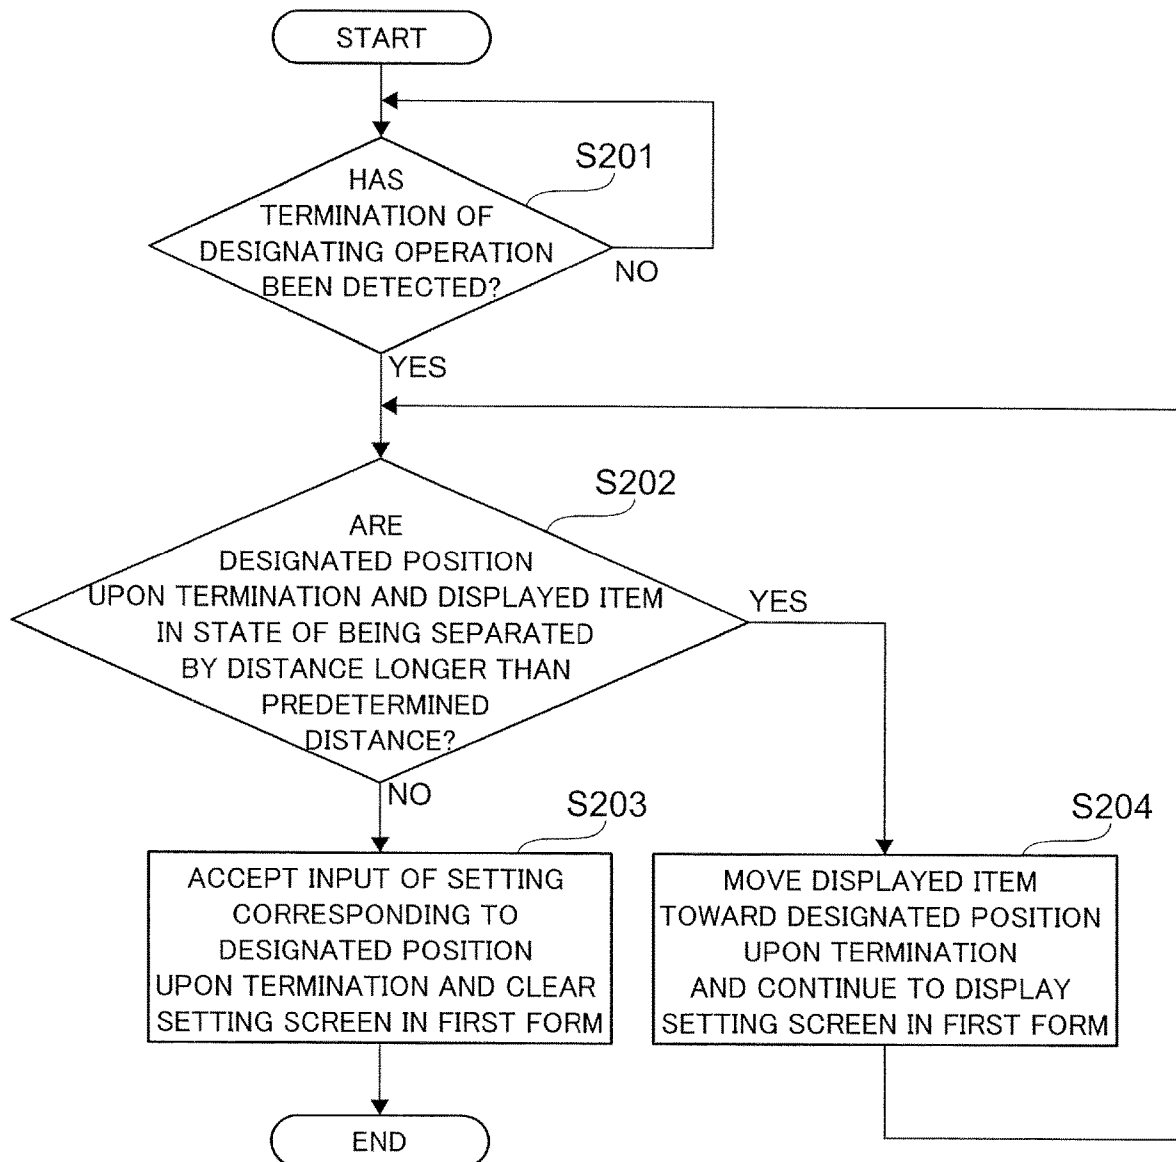 START
S201
HAS
TERMINATION OF
DESIGNATING OPERATION
BEEN DETECTED?
NO
YES
S202
ARE
DESIGNATED POSITION
UPON TERMINATION AND DISPLAYED ITEM
IN STATE OF BEING SEPARATED
BY DISTANCE LONGER THAN
PREDETERMINED
DISTANCE?
YES
NO
S203
ACCEPT INPUT OF SETTING
CORRESPONDING TO
DESIGNATED POSITION
UPON TERMINATION AND CLEAR
SETTING SCREEN IN FIRST FORM
S204
MOVE DISPLAYED ITEM
TOWARD DESIGNATED POSITION
UPON TERMINATION
AND CONTINUE TO DISPLAY
SETTING SCREEN IN FIRST FORM
END